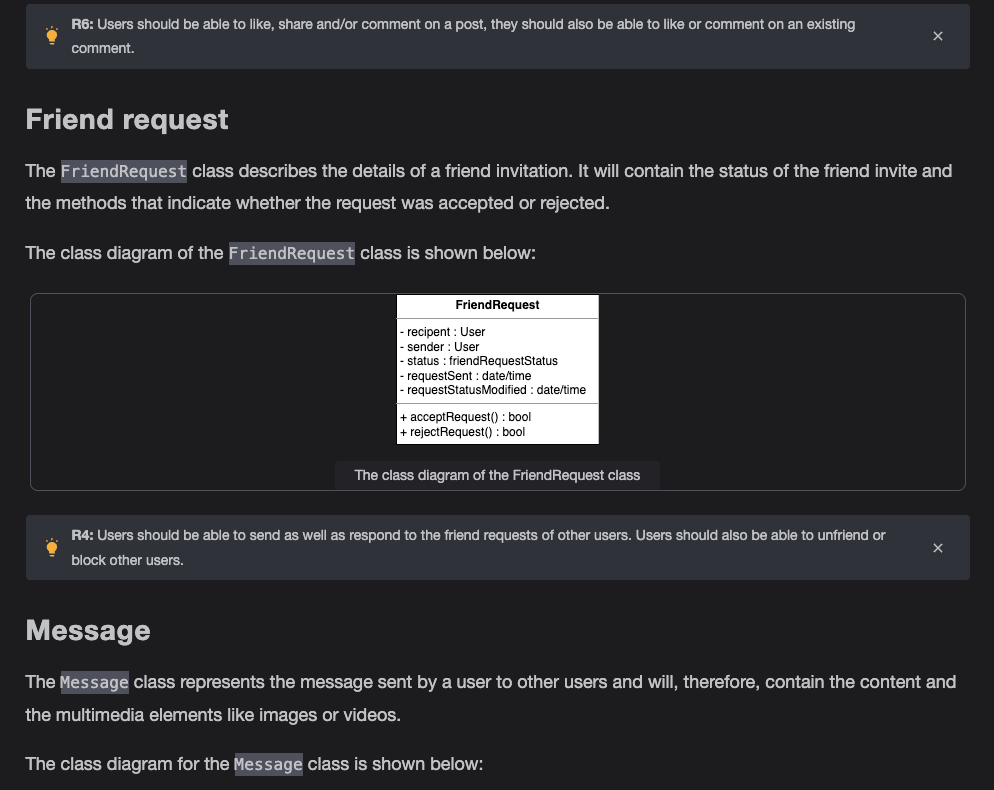 R6: Users should be able to like, share and/or comment on a post, they should also be able to like or comment on an existing
comment.
Friend request
The FriendRequest class describes the details of a friend invitation. It will contain the status of the friend invite and
the methods that indicate whether the request was accepted or rejected.
The class diagram of the FriendRequest class is shown below:
FriendRequest
- recipent : User
- sender : User
- status : friendRequestStatus
- requestSent : date/time
- requestStatusModified : date/time
+ acceptRequest() : bool
+ rejectRequest() : bool
The class diagram of the FriendRequest class
R4: Users should be able to send as well as respond to the friend requests of other users. Users should also be able to unfriend or
block other users.
Message
The Message class represents the message sent by a user to other users and will, therefore, contain the content and
the multimedia elements like images or videos.
The class diagram for the Message class is shown below: